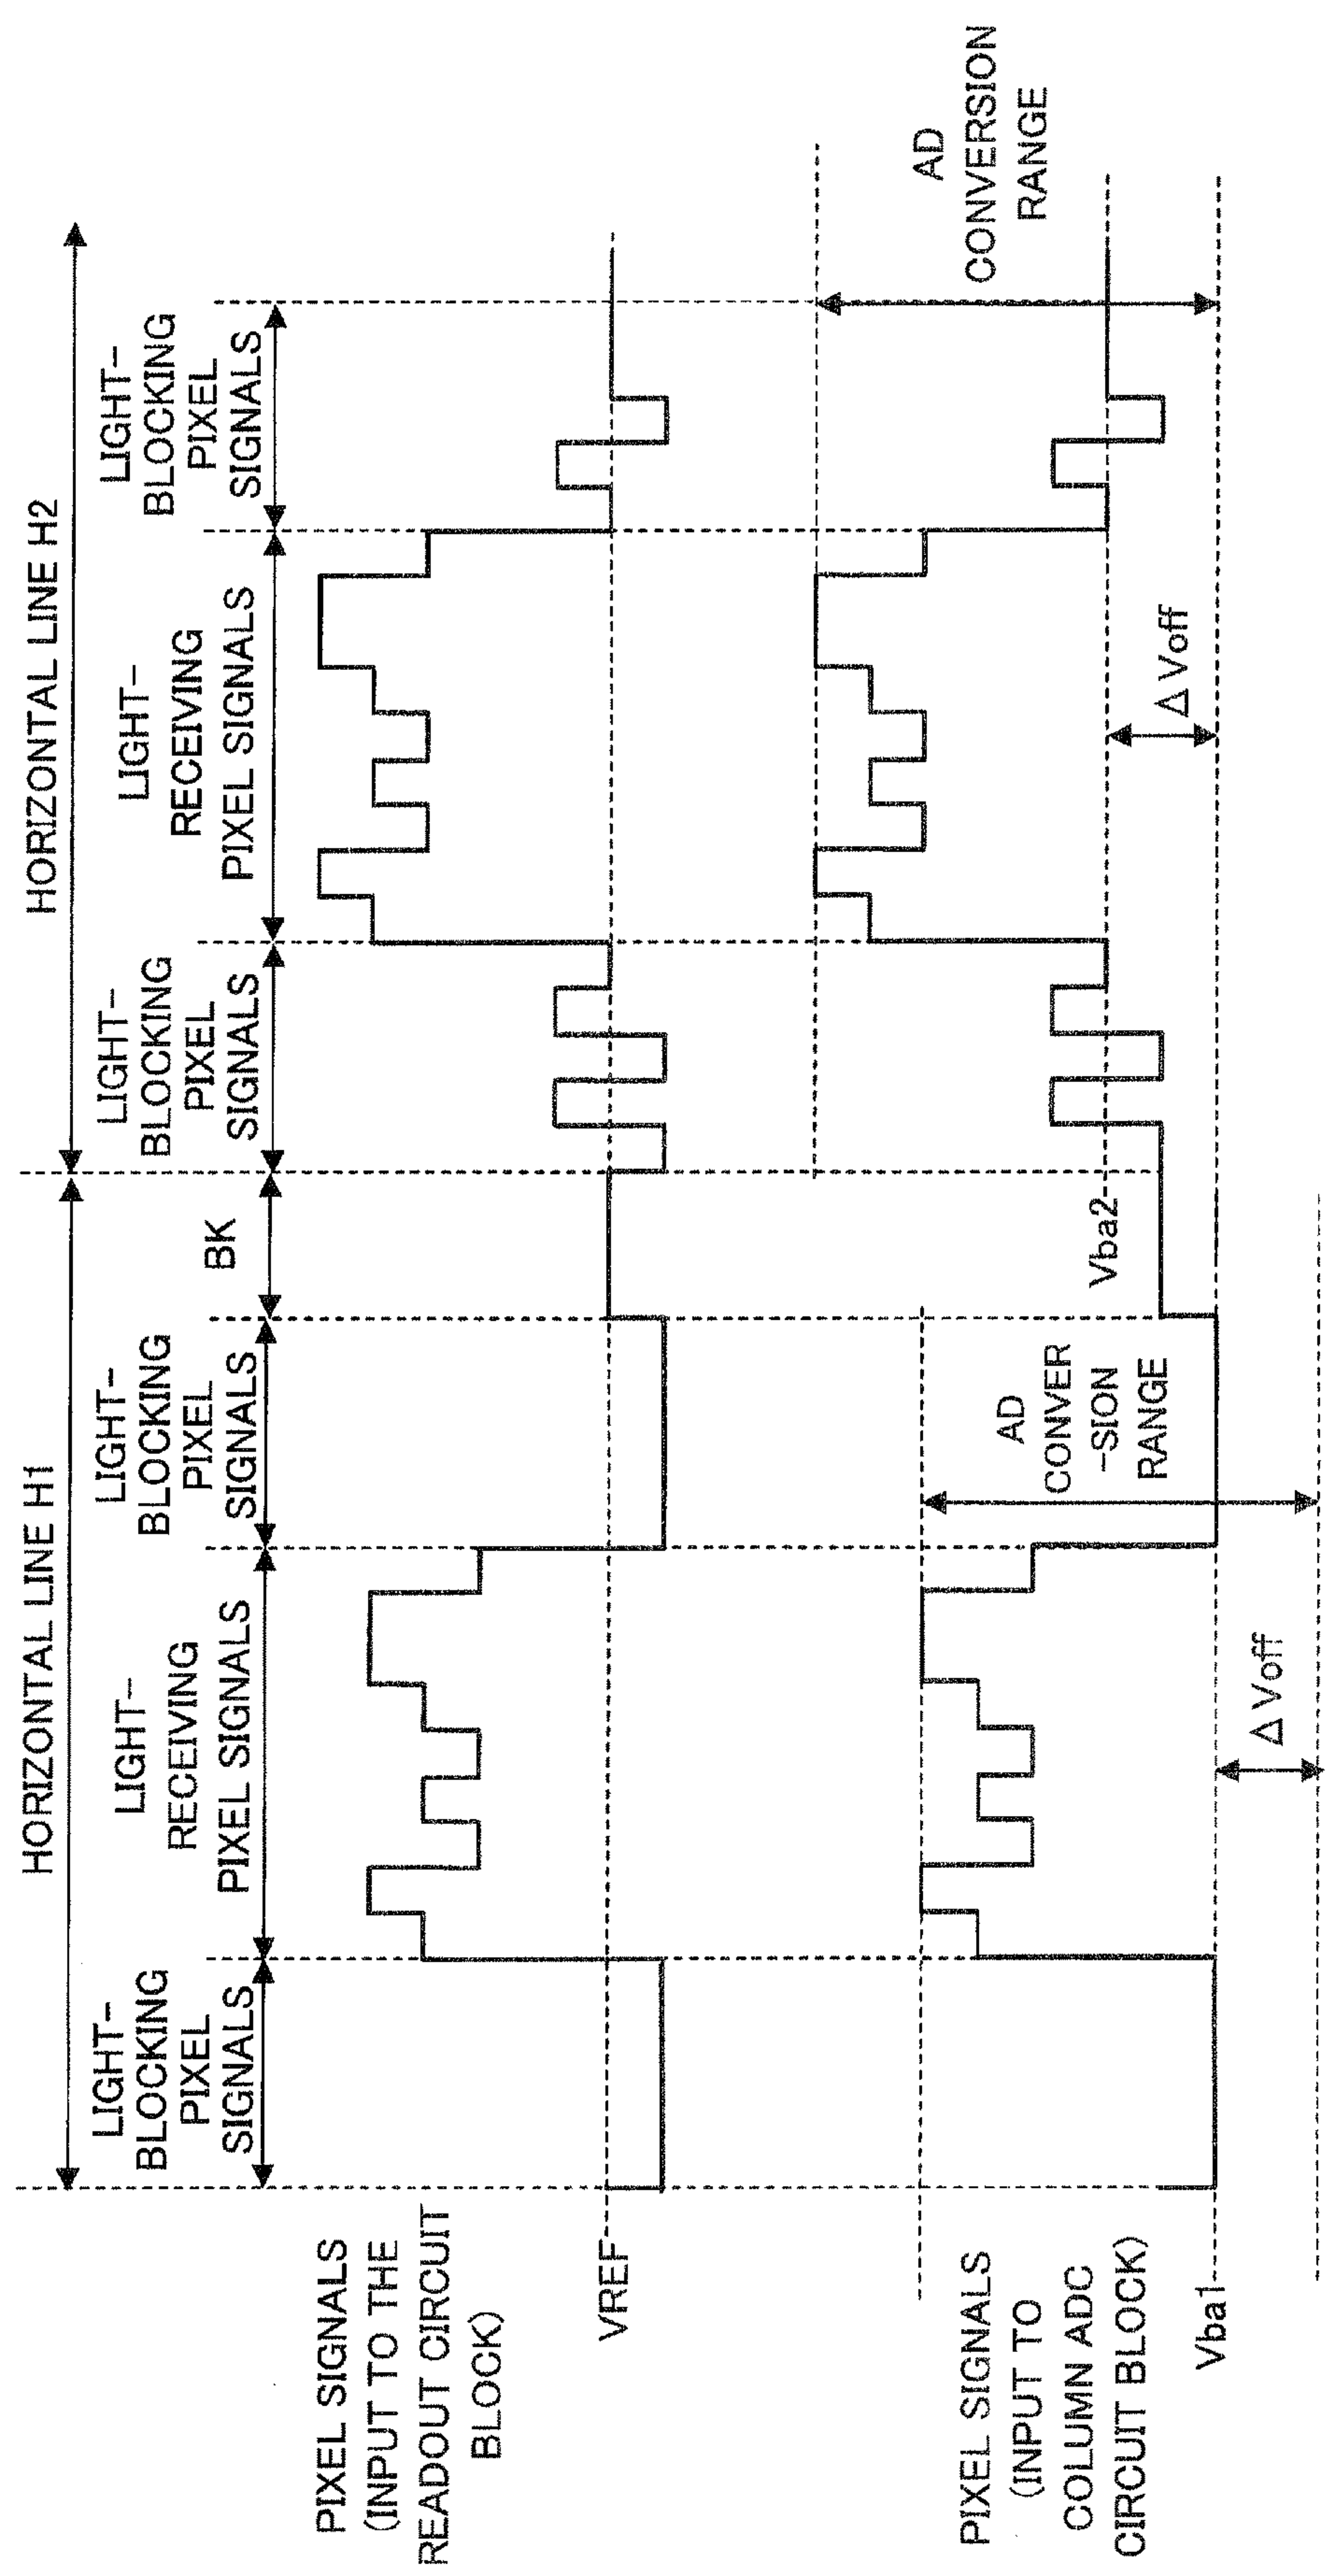 HORIZONTAL LINE H1
HORIZONTAL LINE H2
LIGHT-
BLOCKING
PIXEL
SIGNALS
LIGHT-
RECEIVING
PIXEL SIGNALS
LIGHT-
BLOCKING
PIXEL
SIGNALS
BK
LIGHT-
BLOCKING
PIXEL
SIGNALS
LIGHT-
RECEIVING
PIXEL SIGNALS
LIGHT-
BLOCKING
PIXEL
SIGNALS
PIXEL SIGNALS
(INPUT TO THE
READOUT CIRCUIT
BLOCK)
VREF
PIXEL SIGNALS
(INPUT TO
COLUMN ADC
CIRCUIT BLOCK)
Vba1
AD
CONVER
-SION
RANGE
Δ Voff
Vba2
Δ Voff
AD
CONVERSION
RANGE